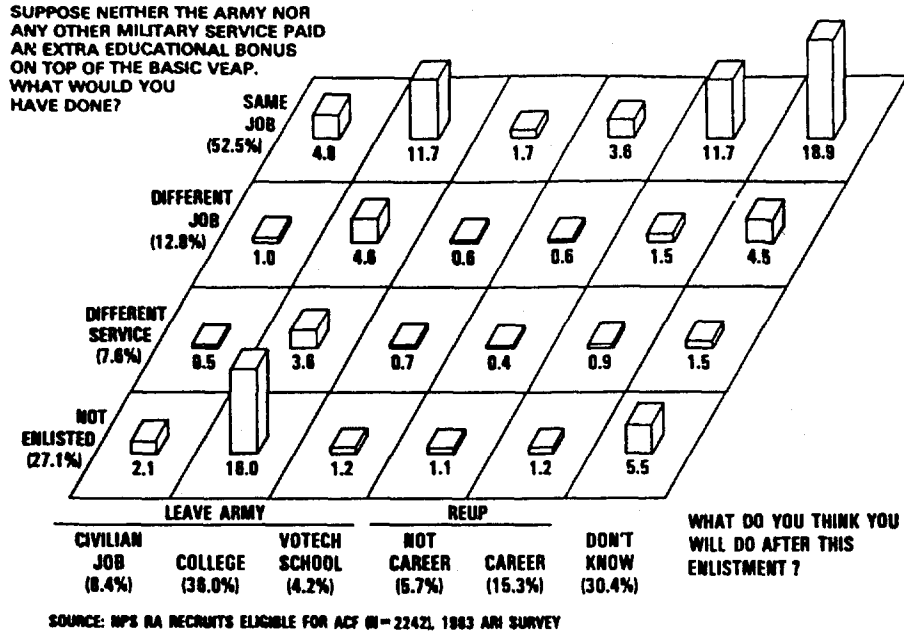 SUPPOSE NEITHER THE ARMY NOR
ANY OTHER MILITARY SERVICE PAID
AN EXTRA EDUCATIONAL BONUS
ON TOP OF THE BASIC VEAP.
WHAT WOULD YOU
HAVE DONE?
SAME
JOB
(52.5%)
4.8 11.7 1.7 3.6 11.7 18.9
DIFFERENT
JOB
(12.8%)
1.0 4.6 0.6 0.6 1.5 4.5
DIFFERENT
SERVICE
(7.6%)
0.5 3.6 0.7 0.4 0.9 1.5
NOT
ENLISTED
(27.1%)
2.1 16.0 1.2 1.1 1.2 5.5
LEAVE ARMY REUP
CIVILIAN VOTECH NOT DON'T
JOB COLLEGE SCHOOL CAREER CAREER KNOW
(8.4%) (36.0%) (4.2%) (5.7%) (15.3%) (30.4%)
WHAT DO YOU THINK YOU
WILL DO AFTER THIS
ENLISTMENT ?
SOURCE: NPS RA RECRUITS ELIGIBLE FOR ACF (N = 2242), 1983 ARI SURVEY